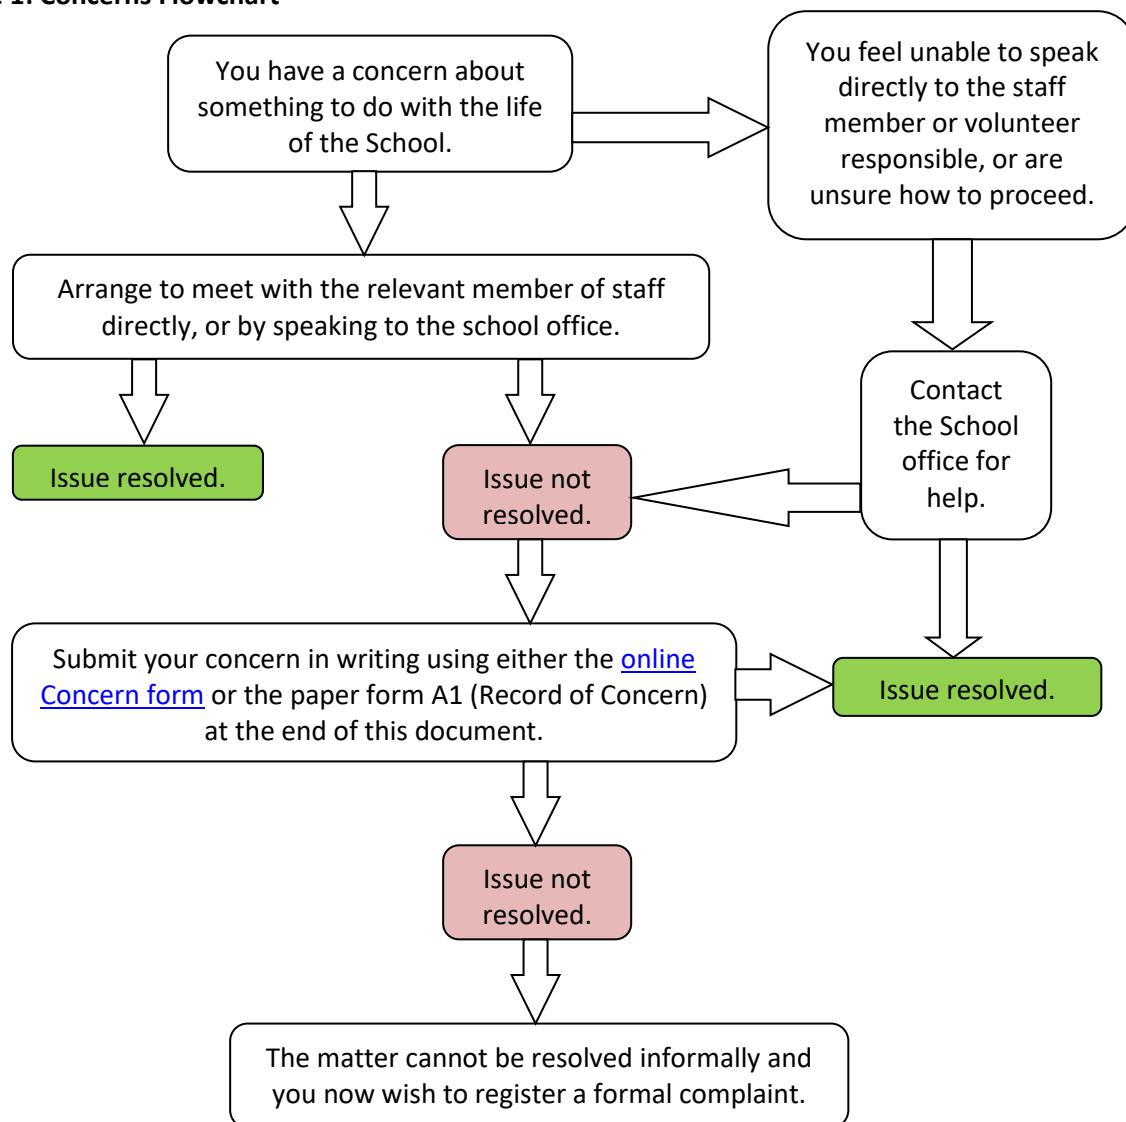 1: Concerns Flowchart
You have a concern about
something to do with the life
of the School.
You feel unable to speak
directly to the staff
member or volunteer
responsible, or are
unsure how to proceed.
Arrange to meet with the relevant member of staff
directly, or by speaking to the school office.
Contact
the School
office for
help.
Issue resolved.
Issue not
resolved.
Submit your concern in writing using either the online
Concern form or the paper form A1 (Record of Concern)
at the end of this document.
Issue resolved.
Issue not
resolved.
The matter cannot be resolved informally and
you now wish to register a formal complaint.